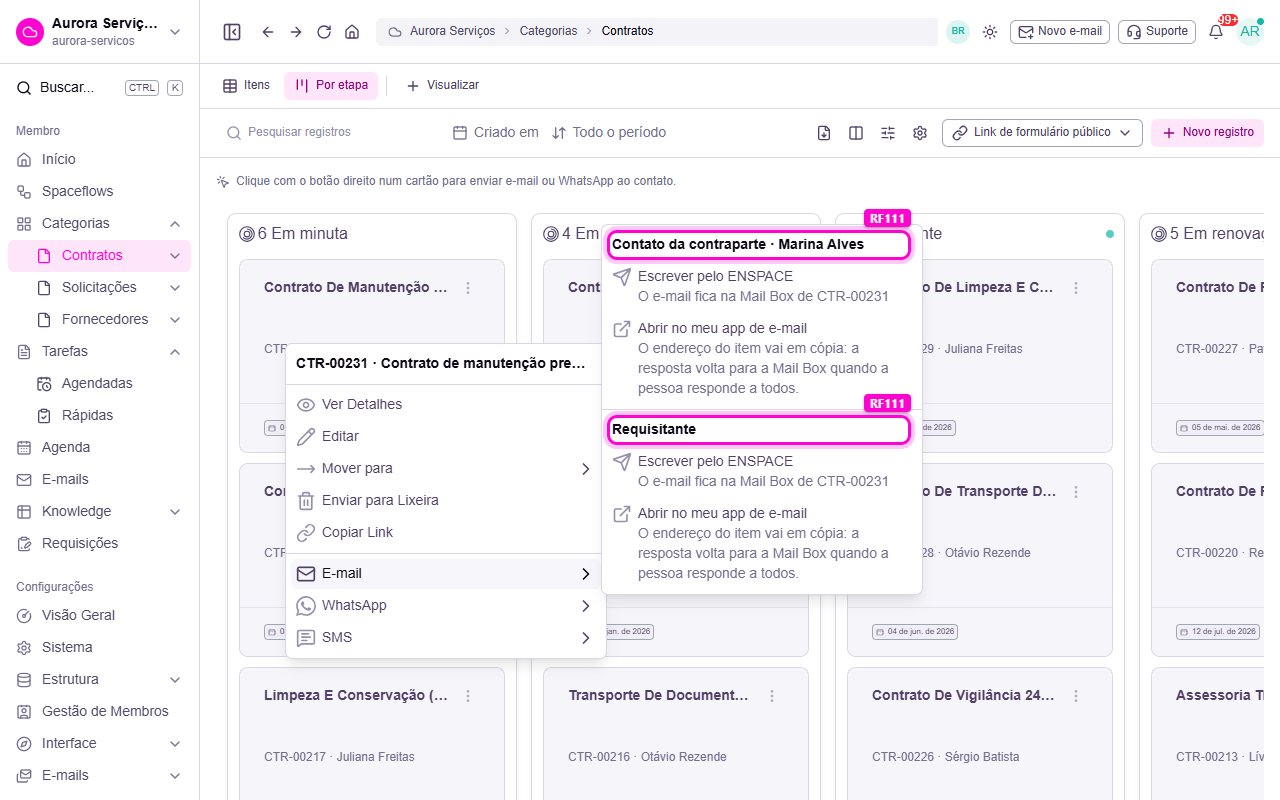 Aurora Serviç...
aurora-servicos
Aurora Serviços
Categorias
Contratos
BR
Novo e-mail
Suporte
99+
AR
Buscar...
CTRL
K
Itens
Por etapa
Visualizar
Membro
Início
Spaceflows
Categorias
Contratos
Solicitações
Fornecedores
Tarefas
Agendadas
Rápidas
Agenda
E-mails
Knowledge
Requisições
Configurações
Visão Geral
Sistema
Estrutura
Gestão de Membros
Interface
E-mails
Pesquisar registros
Criado em
Todo o período
Link de formulário público
Novo registro
Clique com o botão direito num cartão para enviar e-mail ou WhatsApp ao contato.
6 Em minuta
Contrato De Manutenção ...
CTR-00231 · Contrato de manutenção pre...
Ver Detalhes
Editar
Mover para
Enviar para Lixeira
Copiar Link
E-mail
WhatsApp
SMS
Limpeza E Conservação (...
CTR-00217 · Juliana Freitas
4 Em
RF111
Contato da contraparte · Marina Alves
Escrever pelo ENSPACE
O e-mail fica na Mail Box de CTR-00231
Abrir no meu app de e-mail
O endereço do item vai em cópia: a
resposta volta para a Mail Box quando a
pessoa responde a todos.
RF111
Requisitante
Escrever pelo ENSPACE
O e-mail fica na Mail Box de CTR-00231
Abrir no meu app de e-mail
O endereço do item vai em cópia: a
resposta volta para a Mail Box quando a
pessoa responde a todos.
jan. de 2026
Transporte De Document...
CTR-00216 · Otávio Rezende
nte
o De Limpeza E C...
29 · Juliana Freitas
de 2026
o De Transporte D...
28 · Otávio Rezende
04 de jun. de 2026
Contrato De Vigilância 24...
CTR-00226 · Sérgio Batista
5 Em renovaç
Contrato De
CTR-00227 ·
05 de mai. de 2026
Contrato De
CTR-00220 · Re
12 de jul. de 2026
Assessoria
CTR-00213 · Lív